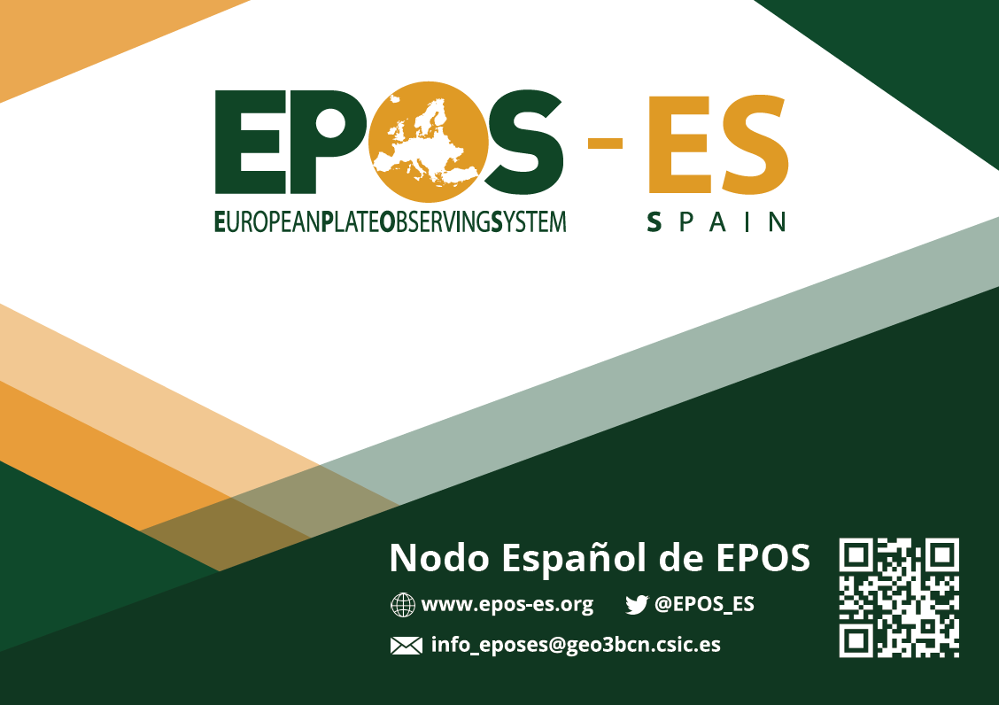 EPOS - ES
EUROPEANPLATEOBSERVINGSYSTEM
SPAIN
Nodo Español de EPOS
www.epos-es.org
@EPOS_ES
info_eposes@geo3bcn.csic.es